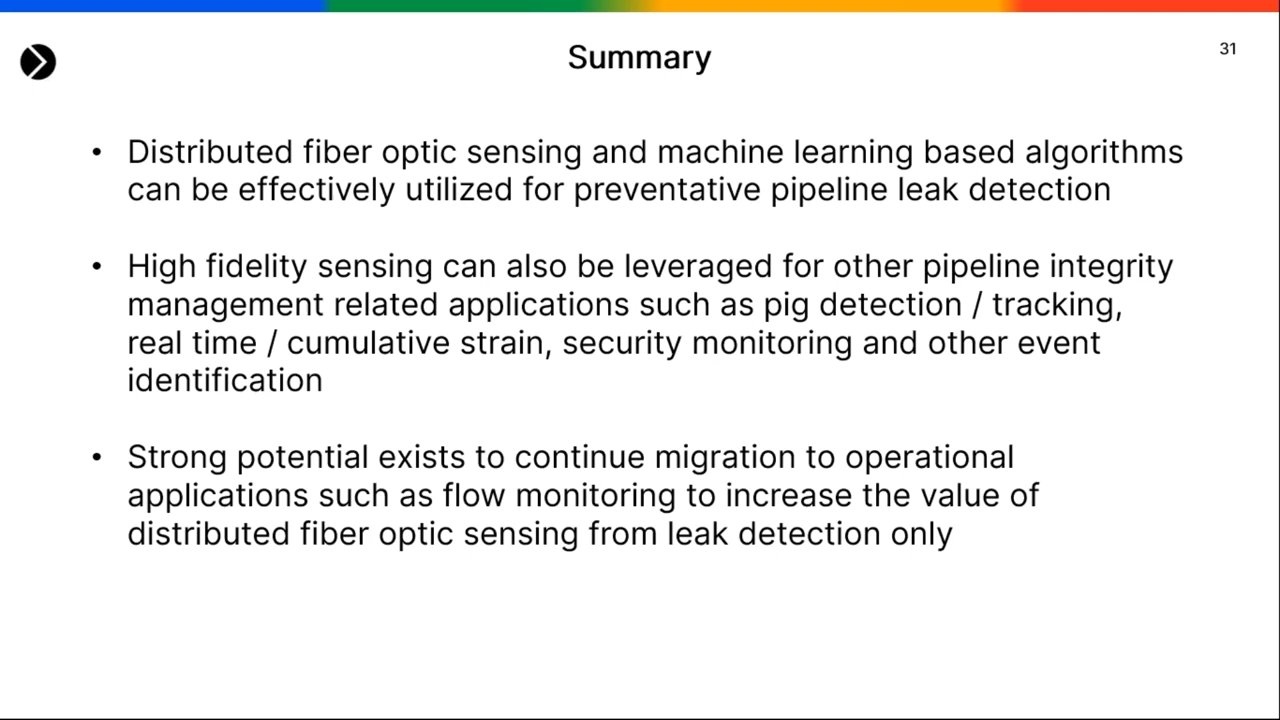 Summary
31
• Distributed fiber optic sensing and machine learning based algorithms
can be effectively utilized for preventative pipeline leak detection
• High fidelity sensing can also be leveraged for other pipeline integrity
management related applications such as pig detection / tracking,
real time / cumulative strain, security monitoring and other event
identification
• Strong potential exists to continue migration to operational
applications such as flow monitoring to increase the value of
distributed fiber optic sensing from leak detection only